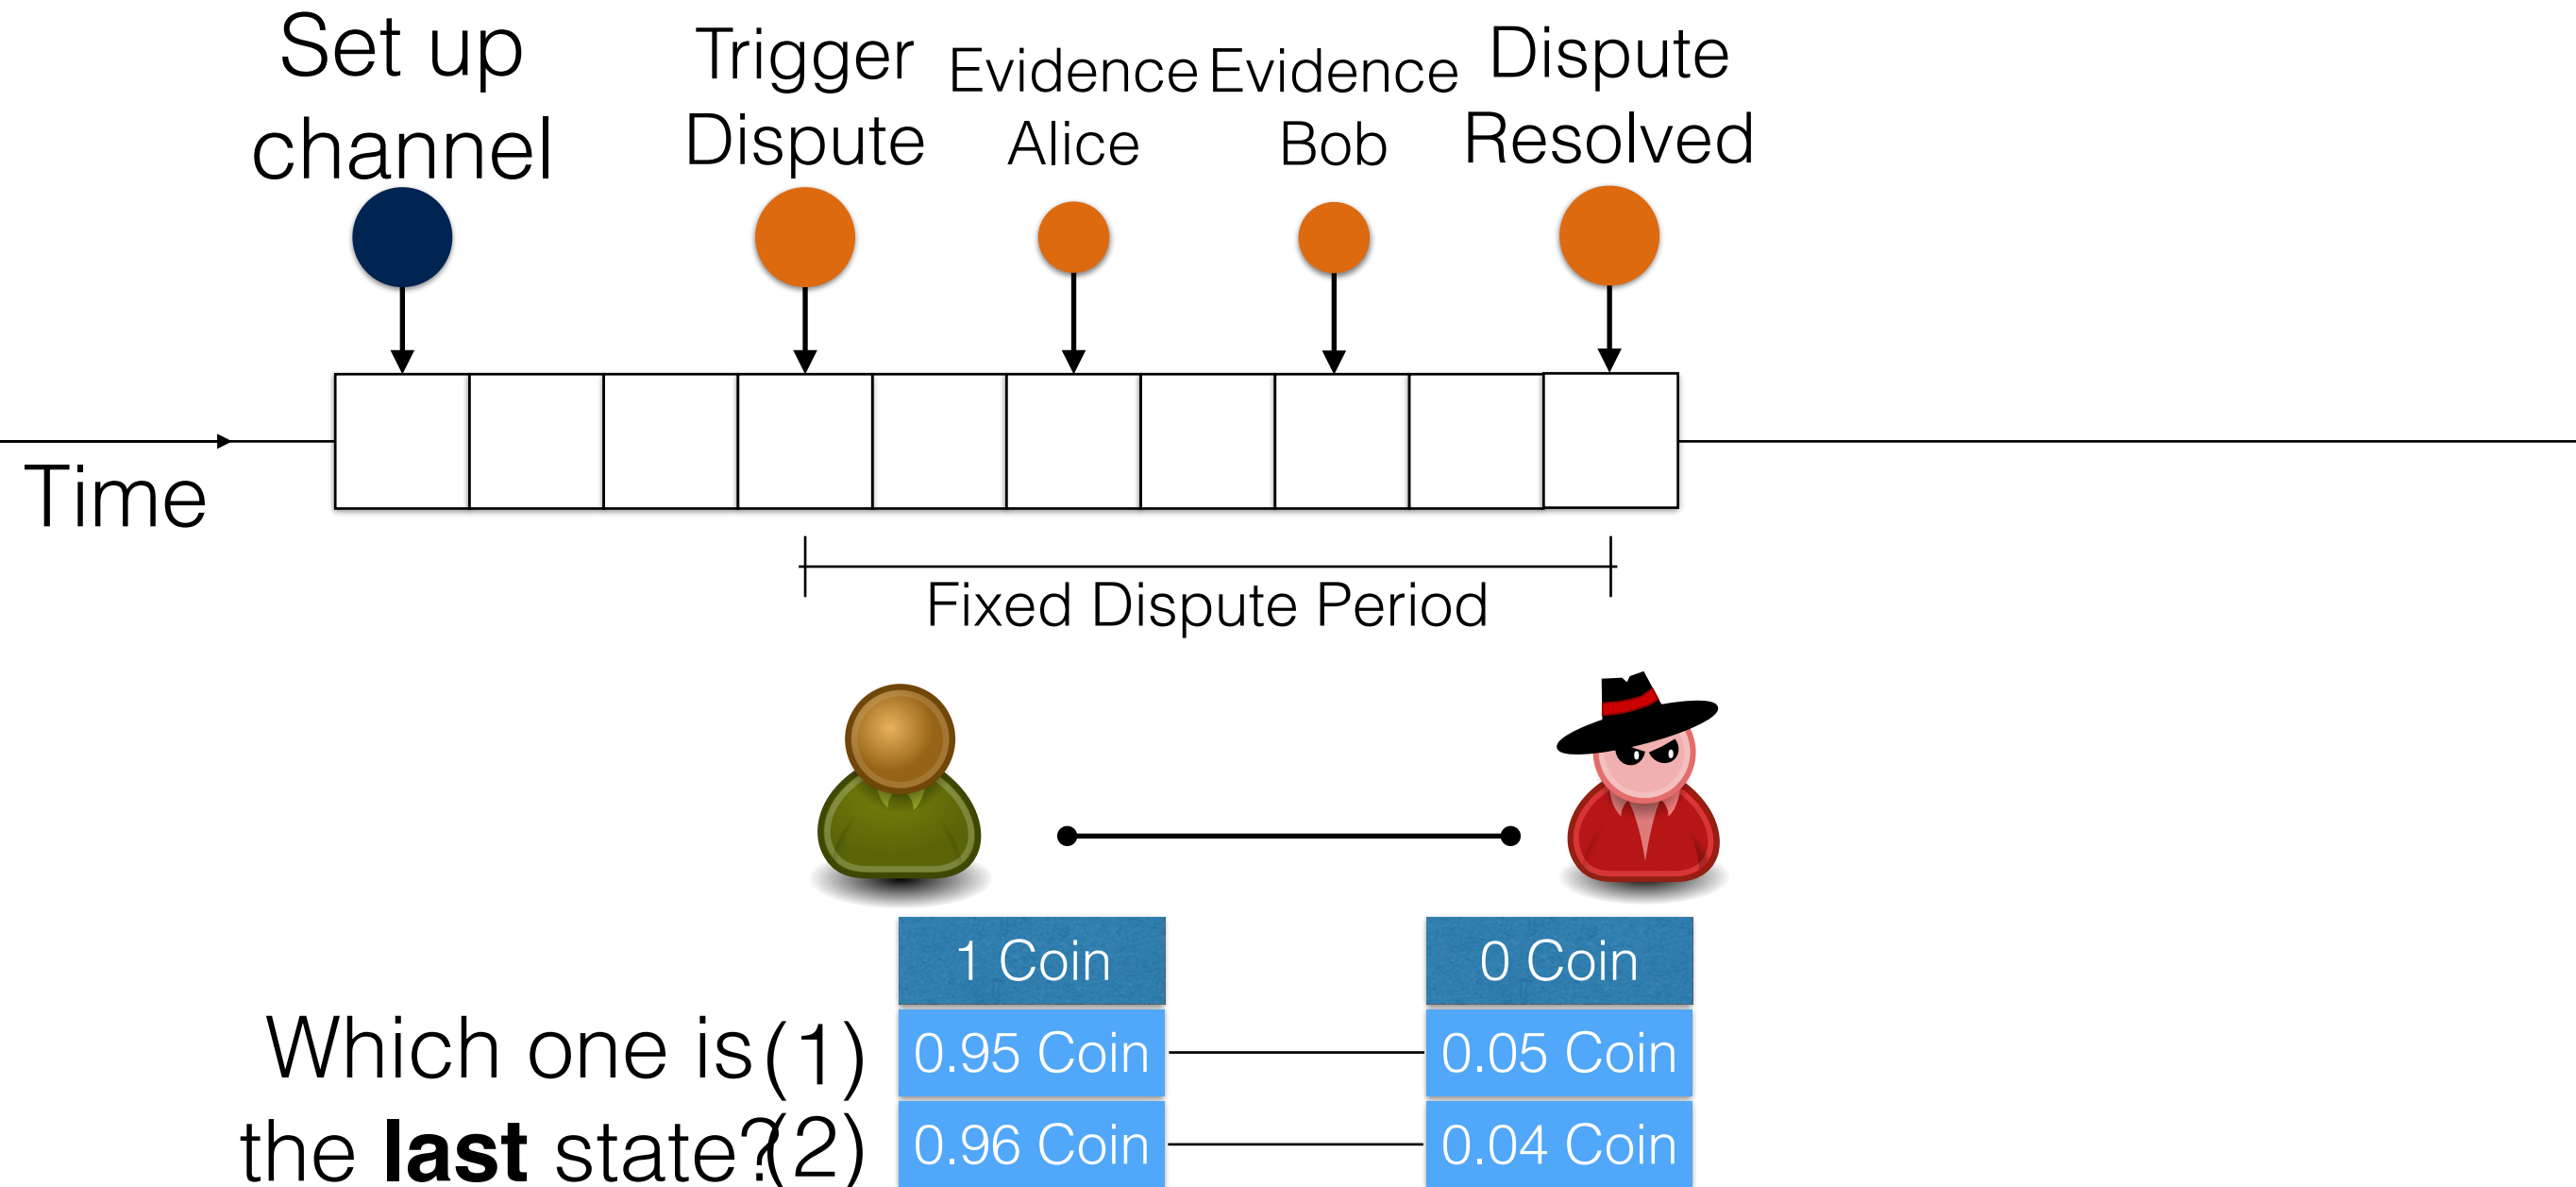 Set up
channel
Trigger
Dispute
Evidence
Alice
Evidence
Bob
Dispute
Resolved
Time
Fixed Dispute Period
1 Coin
0 Coin
Which one is
the last state?
(1)
0.95 Coin
0.05 Coin
(2)
0.96 Coin
0.04 Coin